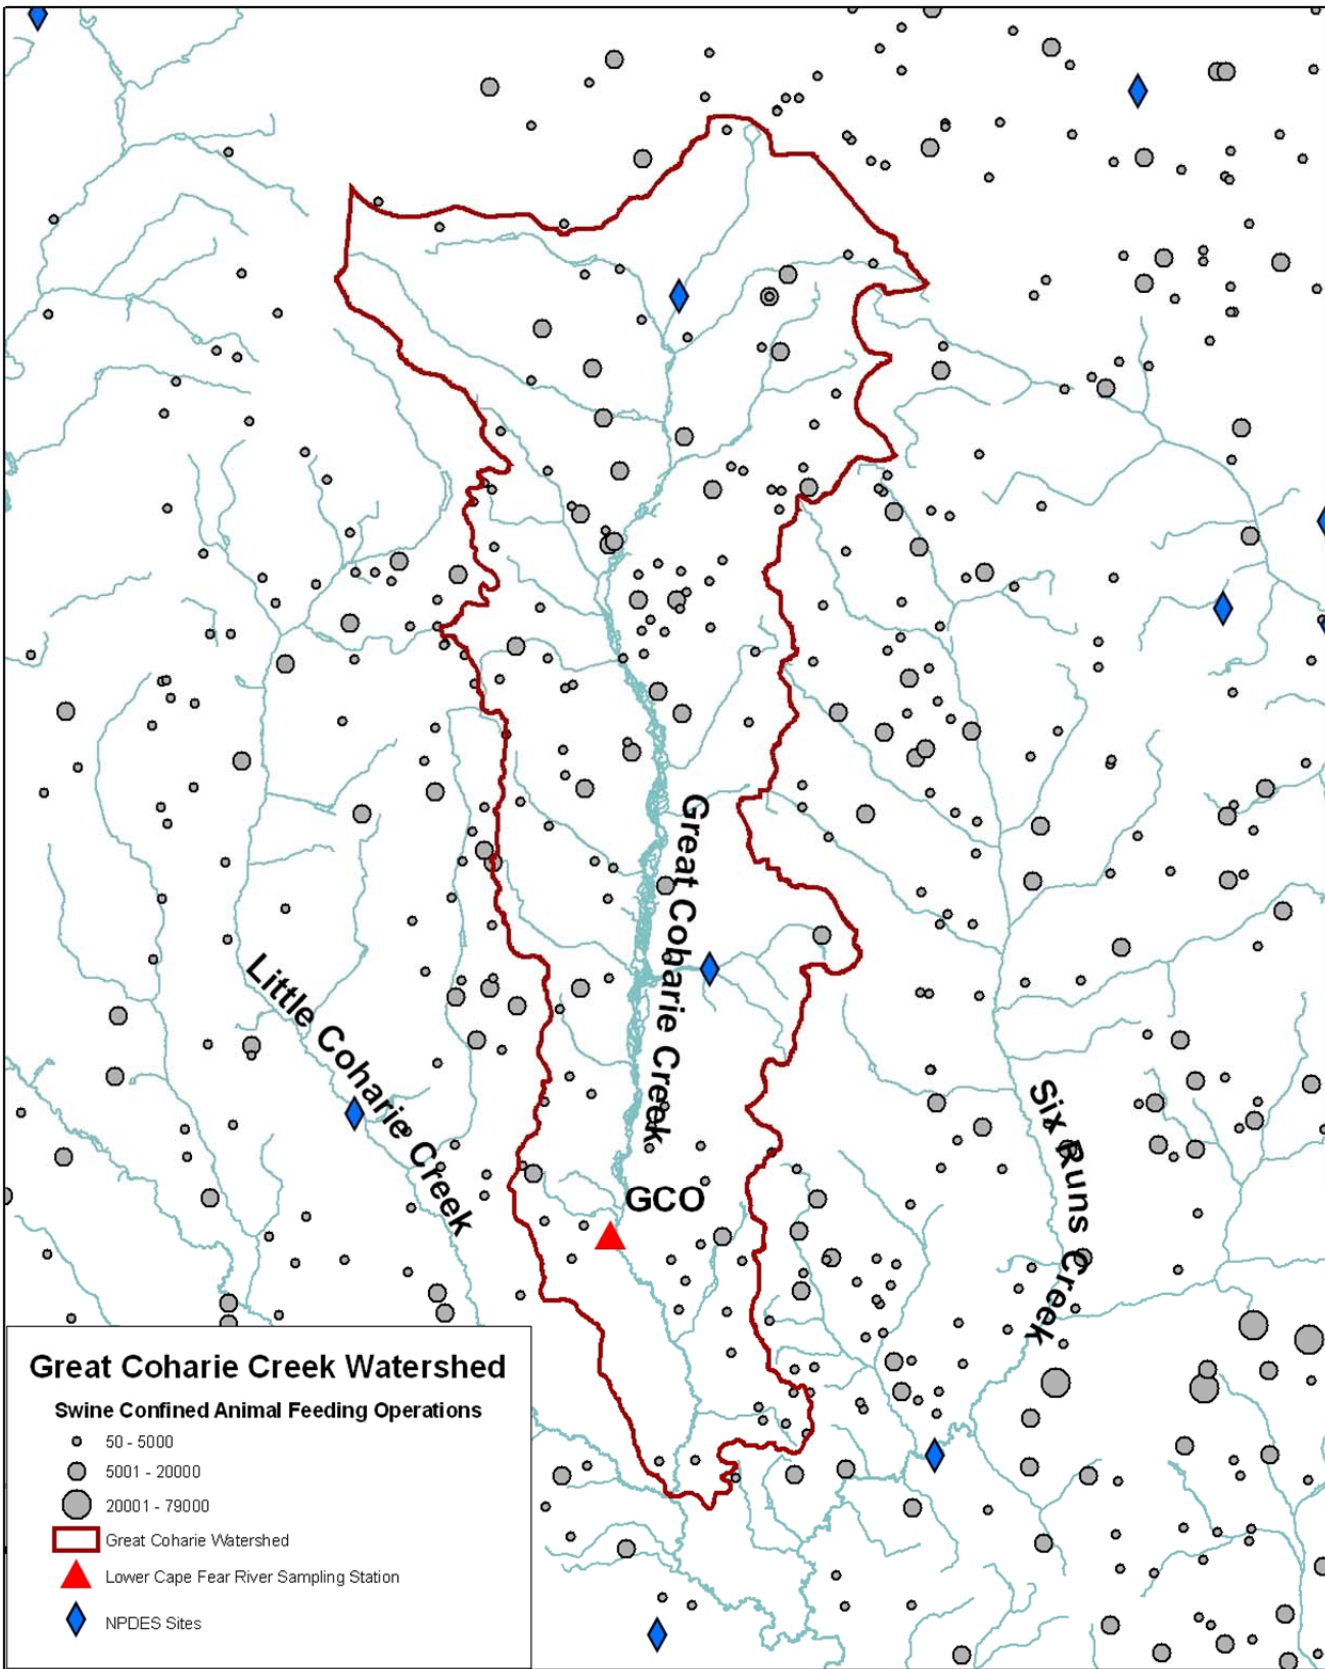 Great Coharie Creek
Little Coharie Creek
Six Runs Creek
GCO
Great Coharie Creek Watershed
Swine Confined Animal Feeding Operations
50 - 5000
5001 - 20000
20001 - 79000
Great Coharie Watershed
Lower Cape Fear River Sampling Station
NPDES Sites